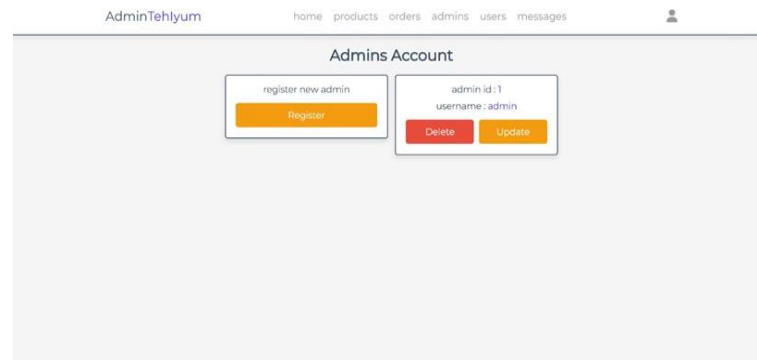 AdminTehlyum home products orders admins users messages
Admins Account
register new admin
Register
admin id : 1
username : admin
Delete Update